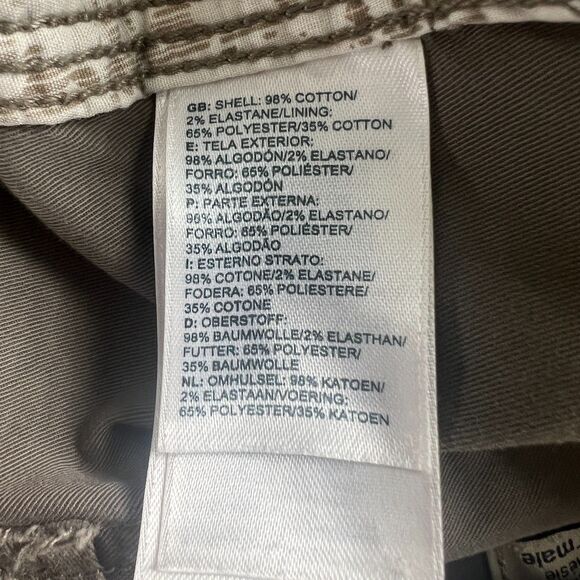 GB: SHELL: 98% COTTON/
2% ELASTANE/LINING:
65% POLYESTER/35% COTTON
E: TELA EXTERIOR:
98% ALGODÓN/2% ELASTANO/
FORRO: 65% POLIÉSTER/
35% ALGODÓN
P: PARTE EXTERNA:
98% ALGODÃO/2% ELASTANO/
FORRO: 65% POLIÉSTER/
35% ALGODÃO
I: ESTERNO STRATO:
98% COTONE/2% ELASTANE/
FODERA: 65% POLIESTERE/
35% COTONE
D: OBERSTOFF:
98% BAUMWOLLE/2% ELASTHAN/
FUTTER: 65% POLYESTER/
35% BAUMWOLLE
NL: OMHULSEL: 98% KATOEN/
2% ELASTAAN/VOERING:
65% POLYESTER/35% KATOEN
male